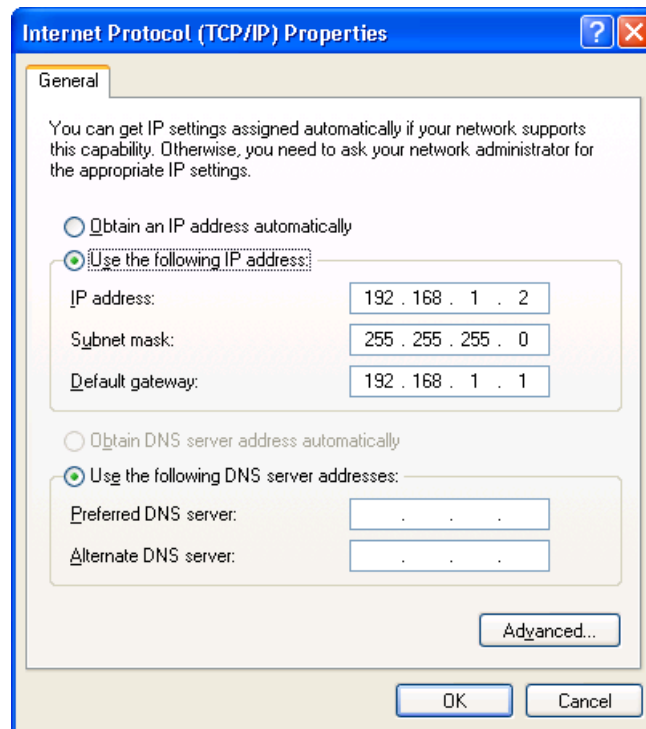 Internet Protocol (TCP/IP) Properties
General
You can get IP settings assigned automatically if your network supports
this capability. Otherwise, you need to ask your network administrator for
the appropriate IP settings.
Obtain an IP address automatically
Use the following IP address:
IP address: 192 . 168 . 1 . 2
Subnet mask: 255 . 255 . 255 . 0
Default gateway: 192 . 168 . 1 . 1
Obtain DNS server address automatically
Use the following DNS server addresses:
Preferred DNS server: . . .
Alternate DNS server: . . .
Advanced...
OK Cancel